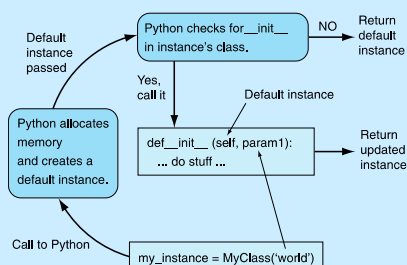 Default
instance
passed
Python checks for__init__
in instance's class.
NO
Return
default
instance
Yes,
call it
Default instance
Python allocates
memory
and creates a
default instance.
def__init__ (self, param1):
... do stuff ...
Return
updated
instance
Call to Python
my_instance = MyClass('world')